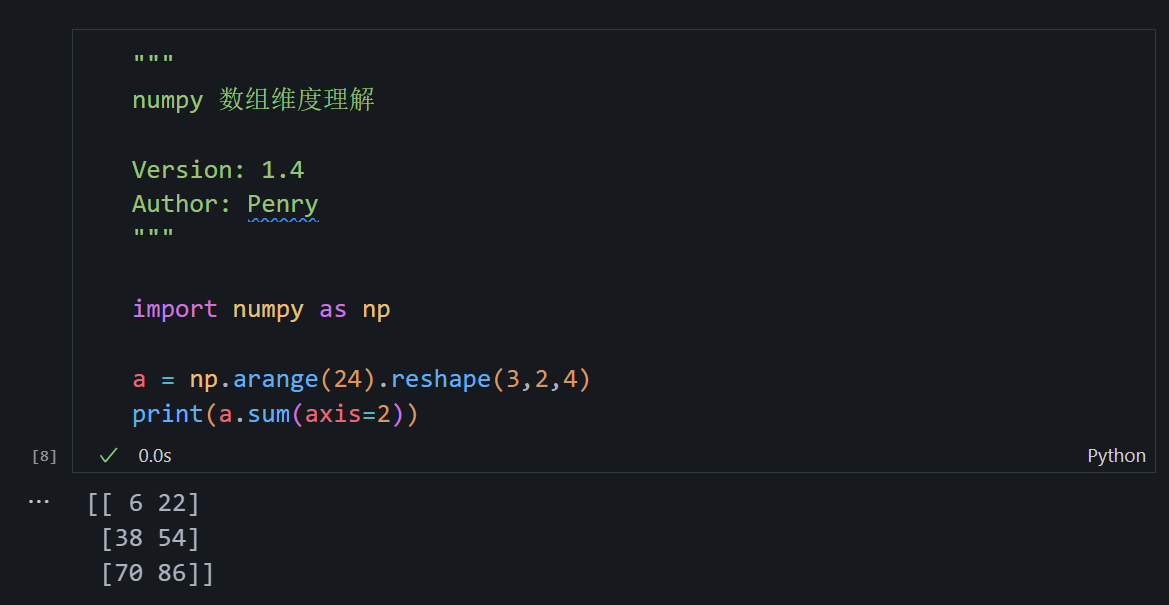 """
numpy 数组维度理解
Version: 1.4
Author: Penry
"""
import numpy as np
a = np.arange(24).reshape(3,2,4)
print(a.sum(axis=2))
[8] 0.0s Python
... [[ 6 22]
[38 54]
[70 86]]